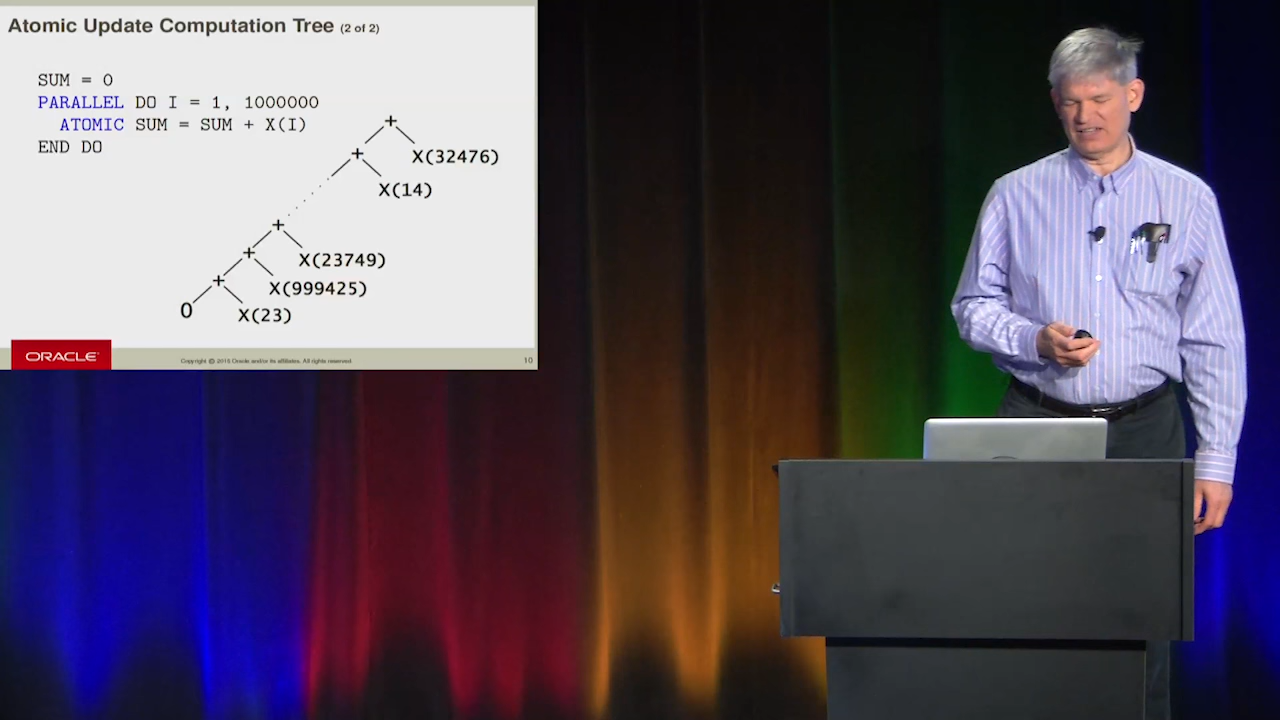 Atomic Update Computation Tree (2 of 2)
SUM = 0
PARALLEL DO I = 1, 1000000
ATOMIC SUM = SUM + X(I)
END DO
+
+
X(32476)
X(14)
+
+
X(23749)
+
X(999425)
0
X(23)
ORACLE
Copyright © 2016 Oracle and/or its affiliates. All rights reserved.
10